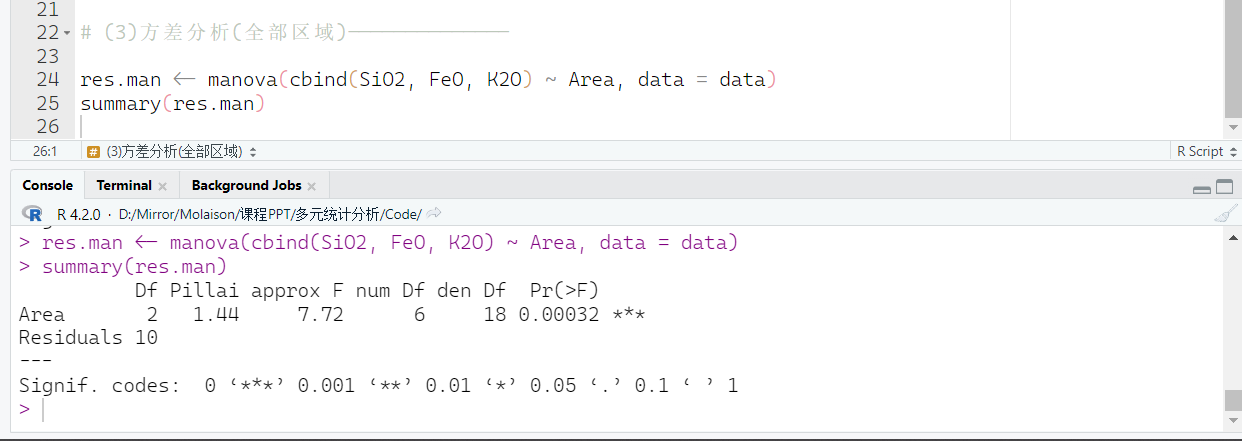 21
22 # (3)方差分析(全部区域)——————————
23
24 res.man <- manova(cbind(SiO2, FeO, K2O) ~ Area, data = data)
25 summary(res.man)
26
26:1 # (3)方差分析(全部区域) R Script
Console Terminal × Background Jobs ×
R R 4.2.0 · D:/Mirror/Molaison/课程PPT/多元统计分析/Code/
> res.man <- manova(cbind(SiO2, FeO, K2O) ~ Area, data = data)
> summary(res.man)
Df Pillai approx F num Df den Df Pr(>F)
Area 2 1.44 7.72 6 18 0.00032 ***
Residuals 10
---
Signif. codes: 0 ‘***’ 0.001 ‘**’ 0.01 ‘*’ 0.05 ‘.’ 0.1 ‘ ’ 1
>